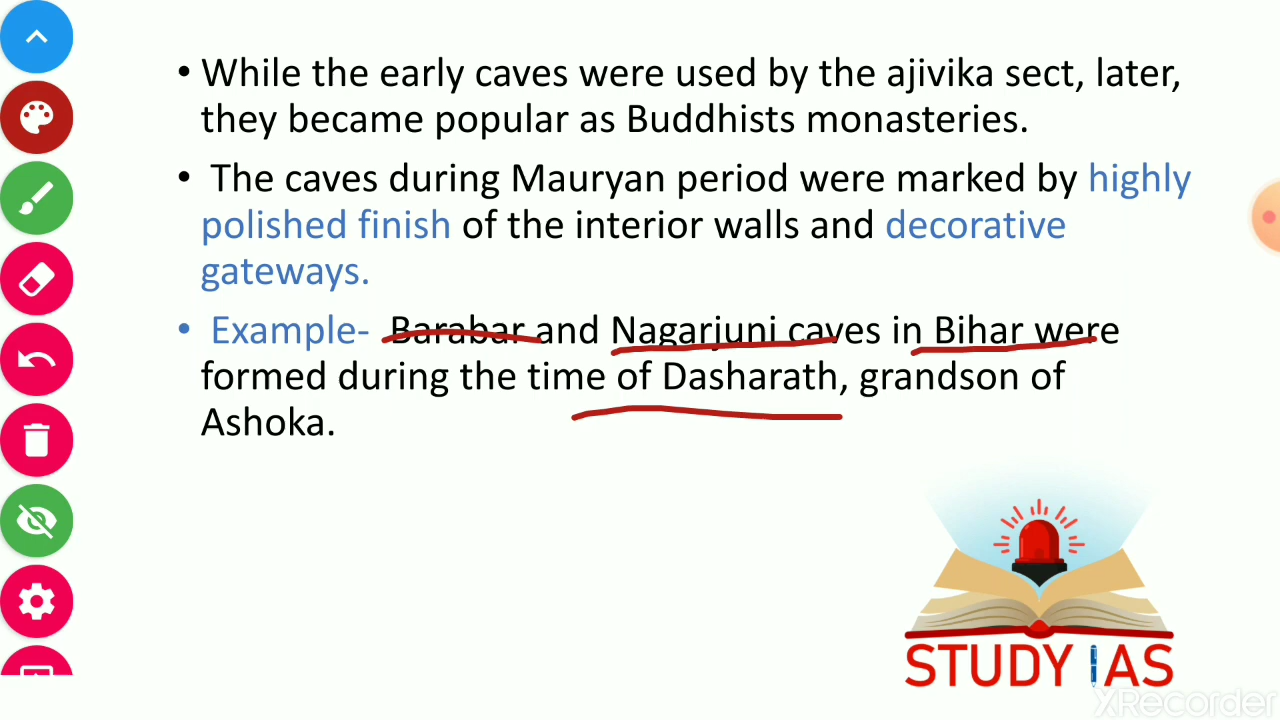 • While the early caves were used by the ajivika sect, later,
they became popular as Buddhists monasteries.
• The caves during Mauryan period were marked by highly
polished finish of the interior walls and decorative
gateways.
• Example- Barabar and Nagarjuni caves in Bihar were
formed during the time of Dasharath, grandson of
Ashoka.
STUDY IAS
XRecorder